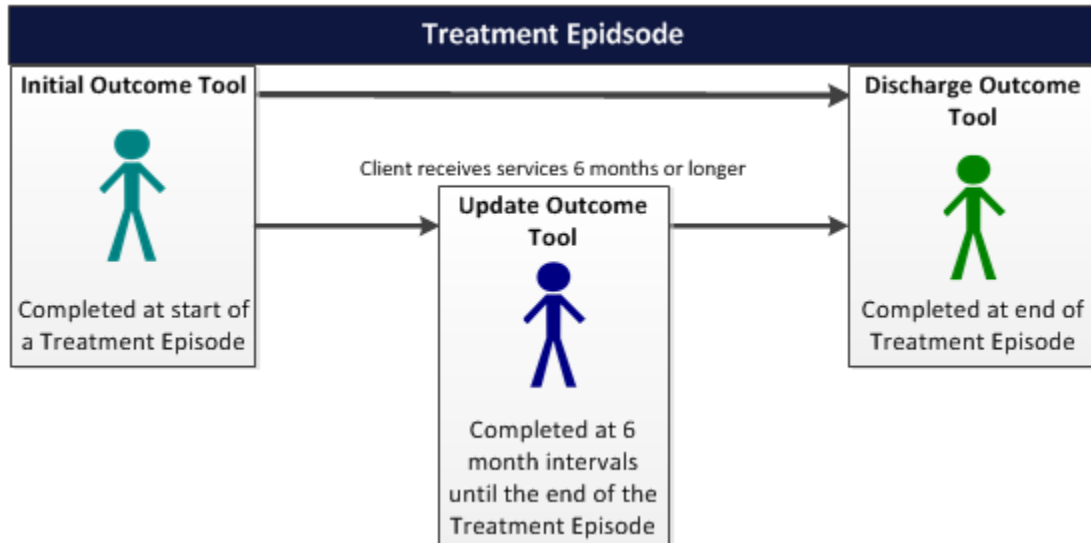 Treatment Epidsode
Initial Outcome Tool
Completed at start of
a Treatment Episode
Client receives services 6 months or longer
Update Outcome
Tool
Completed at 6
month intervals
until the end of the
Treatment Episode
Discharge Outcome
Tool
Completed at end of
Treatment Episode